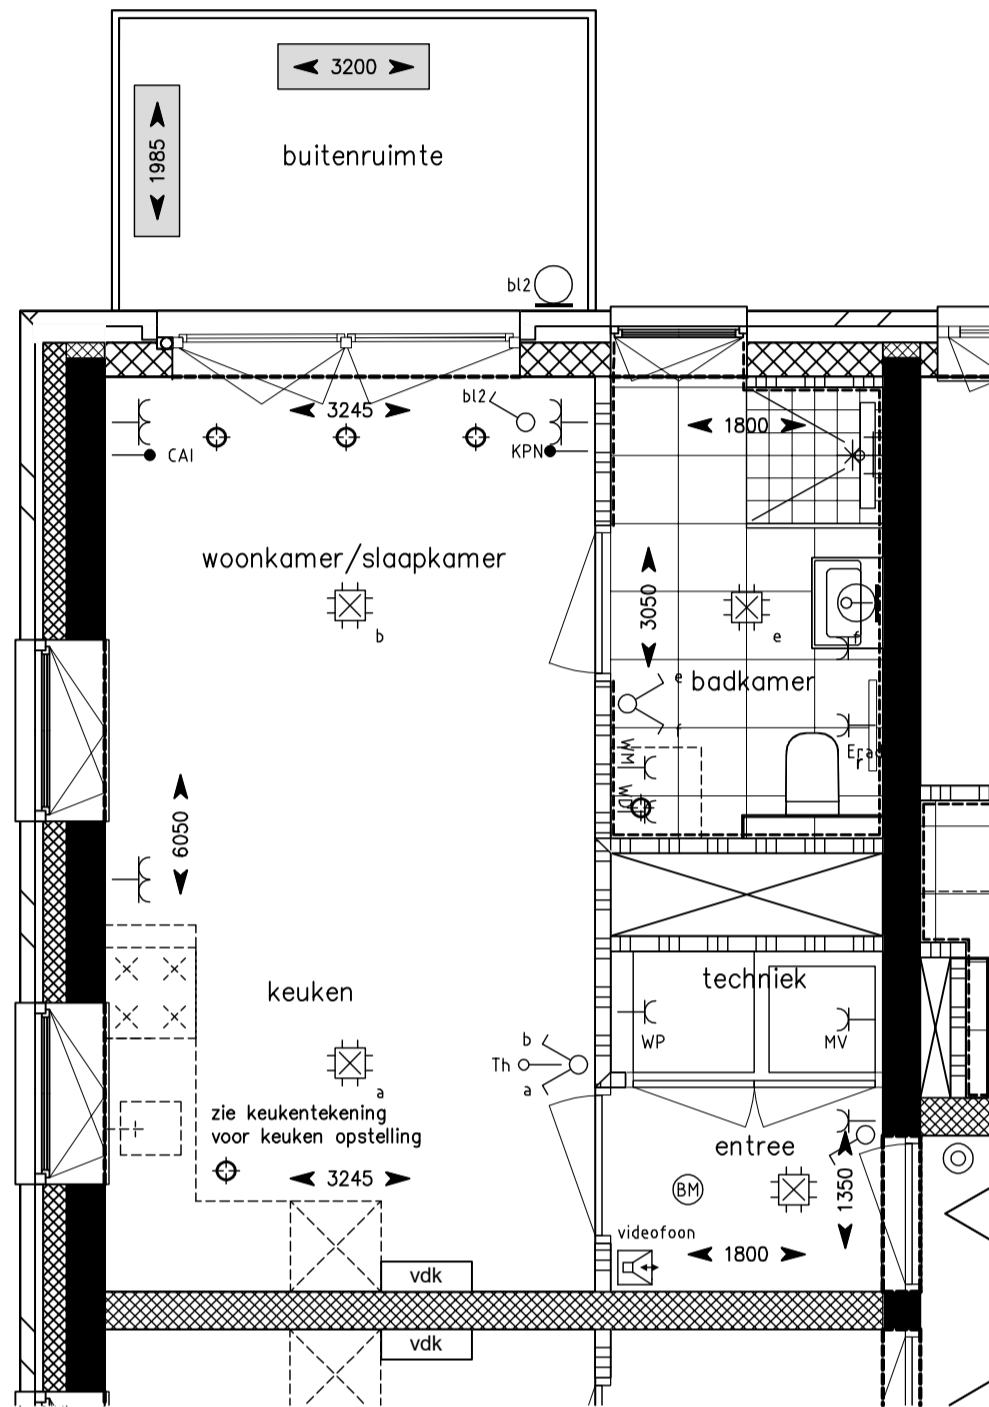 3200
1985
buitenruimte
bl2
3245
bl2
1800
CAI
KPN
woonkamer/slaapkamer
b
3050
e
f
e badkamer
f
WM
Erad
r
WD
6050
keuken
techniek
WP
MV
b
Th
a
a
zie keukentekening
voor keuken opstelling
entree
3245
BM
1350
videofoon
1800
vdk
vdk